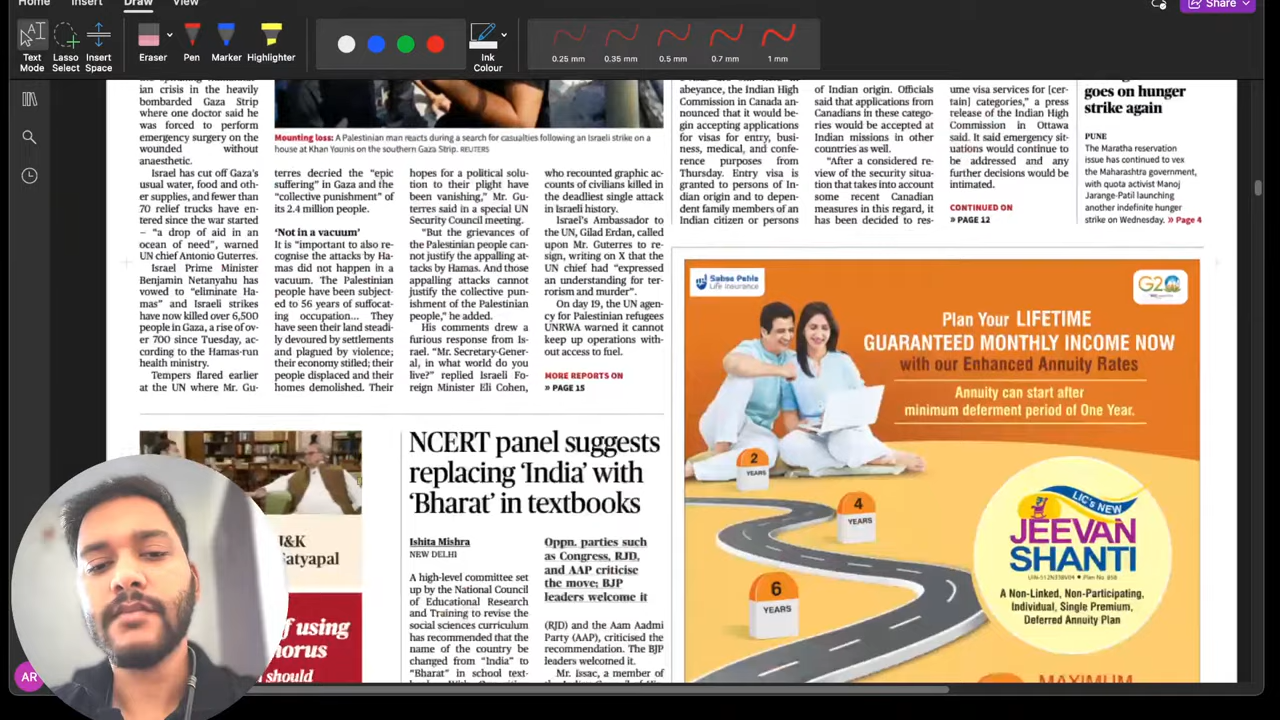 Home
Insert
Draw
View
Share
Text
Mode
Lasso
Select
Insert
Space
Eraser
Pen
Marker
Highlighter
Ink
Colour
0.25 mm
0.35 mm
0.5 mm
0.7 mm
1 mm
ian crisis in the heavily
bombarded Gaza Strip
where one doctor said he
was forced to perform
emergency surgery on the
wounded without
anaesthetic.
Israel has cut off Gaza's
usual water, food and oth-
er supplies, and fewer than
70 relief trucks have en-
tered since the war started
– "a drop of aid in an
ocean of need", warned
UN chief Antonio Guterres.
Israel Prime Minister
Benjamin Netanyahu has
vowed to "eliminate Ha-
mas" and Israeli strikes
have now killed over 6,500
people in Gaza, a rise of ov-
er 700 since Tuesday, ac-
cording to the Hamas-run
health ministry.
Tempers flared earlier
at the UN where Mr. Gu-
Mounting loss: A Palestinian man reacts during a search for casualties following an Israeli strike on a
house at Khan Younis on the southern Gaza Strip. REUTERS
terres decried the "epic
suffering" in Gaza and the
"collective punishment" of
its 2.4 million people.
'Not in a vacuum'
It is "important to also re-
cognise the attacks by Ha-
mas did not happen in a
vacuum. The Palestinian
people have been subject-
ed to 56 years of suffocat-
ing occupation... They
have seen their land steadi-
ly devoured by settlements
and plagued by violence;
their economy stilled; their
people displaced and their
homes demolished. Their
hopes for a political solu-
tion to their plight have
been vanishing," Mr. Gu-
terres said in a special UN
Security Council meeting.
"But the grievances of
the Palestinian people can-
not justify the appalling at-
tacks by Hamas. And those
appalling attacks cannot
justify the collective pun-
ishment of the Palestinian
people," he added.
His comments drew a
furious response from Is-
rael. "Mr. Secretary-Gener-
al, in what world do you
live?" replied Israeli Fo-
reign Minister Eli Cohen,
who recounted graphic ac-
counts of civilians killed in
the deadliest single attack
in Israeli history.
Israel's Ambassador to
the UN, Gilad Erdan, called
upon Mr. Guterres to re-
sign, writing on X that the
UN chief had "expressed
an understanding for ter-
rorism and murder".
On day 19, the UN agen-
cy for Palestinian refugees
UNRWA warned it cannot
keep up operations with-
out access to fuel.
MORE REPORTS ON
» PAGE 15
abeyance, the Indian High
Commission in Canada an-
nounced that it would be-
gin accepting applications
for visas for entry, busi-
ness, medical, and confe-
rence purposes from
Thursday. Entry visa is
granted to persons of In-
dian origin and to depen-
dent family members of an
Indian citizen or persons
of Indian origin. Officials
said that applications from
Canadians in these catego-
ries would be accepted at
Indian missions in other
countries as well.
"After a considered re-
view of the security situa-
tion that takes into account
some recent Canadian
measures in this regard, it
has been decided to res-
ume visa services for [cer-
tain] categories," a press
release of the Indian High
Commission in Ottawa
said. It said emergency sit-
uations would continue to
be addressed and any
further decisions would be
intimated.
CONTINUED ON
» PAGE 12
goes on hunger
strike again
PUNE
The Maratha reservation
issue has continued to vex
the Maharashtra government,
with quota activist Manoj
Jarange-Patil launching
another indefinite hunger
strike on Wednesday. » Page 4
J&K
Satyapal
of using
should
NCERT panel suggests
replacing 'India' with
'Bharat' in textbooks
Ishita Mishra
NEW DELHI
A high-level committee set
up by the National Council
of Educational Research
and Training to revise the
social sciences curriculum
has recommended that the
name of the country be
changed from "India" to
"Bharat" in school text-
Oppn. parties such
as Congress, RJD,
and AAP criticise
the move; BJP
leaders welcome it
(RJD) and the Aam Aadmi
Party (AAP), criticised the
recommendation. The BJP
leaders welcomed it.
Mr. Issac, a member of
Sabse Pehle
Life Insurance
G20
Plan Your LIFETIME
GUARANTEED MONTHLY INCOME NOW
with our Enhanced Annuity Rates
Annuity can start after
minimum deferment period of One Year.
2
YEARS
4
YEARS
6
YEARS
LIC's NEW
JEEVAN
SHANTI
UIN-512N338V04 • Plan No. 858
A Non-Linked, Non-Participating,
Individual, Single Premium,
Deferred Annuity Plan
MAXIMUM
AR